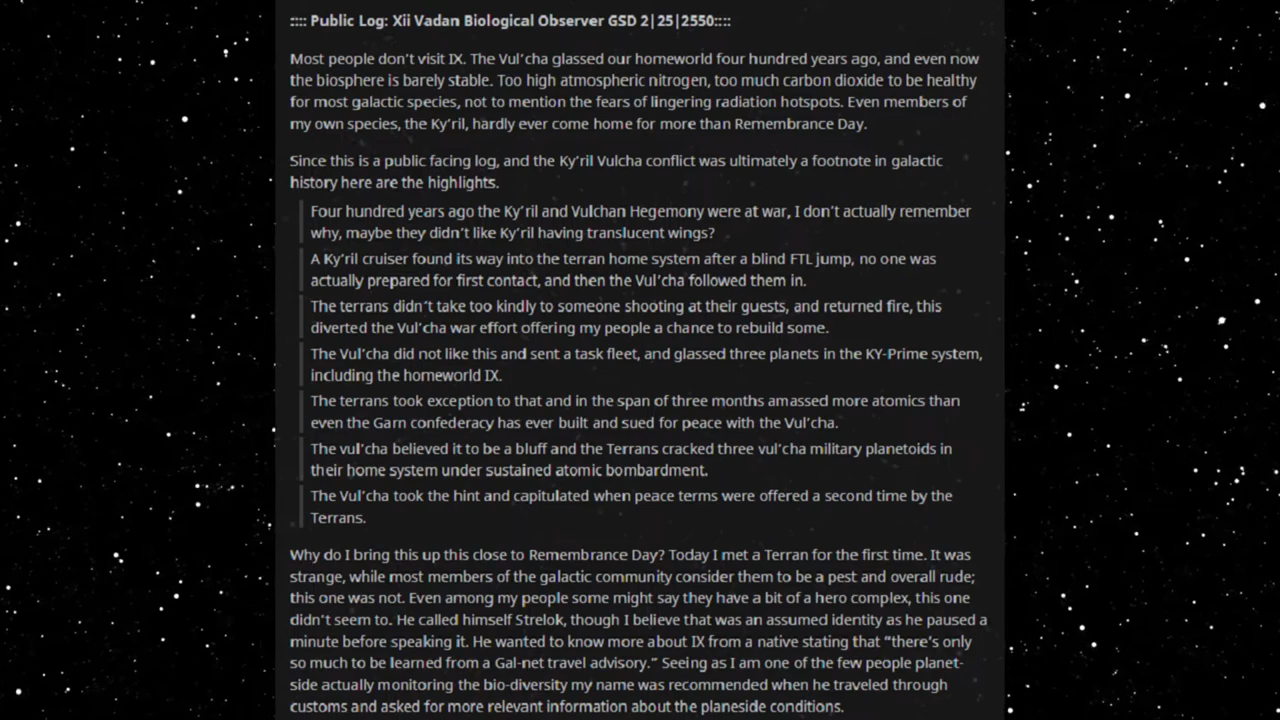 :::: Public Log: Xii Vadan Biological Observer GSD 2|25|2550::::
Most people don't visit IX. The Vul'cha glassed our homeworld four hundred years ago, and even now
the biosphere is barely stable. Too high atmospheric nitrogen, too much carbon dioxide to be healthy
for most galactic species, not to mention the fears of lingering radiation hotspots. Even members of
my own species, the Ky'ril, hardly ever come home for more than Remembrance Day.
Since this is a public facing log, and the Ky'ril Vulcha conflict was ultimately a footnote in galactic
history here are the highlights.
Four hundred years ago the Ky'ril and Vulchan Hegemony were at war, I don't actually remember
why, maybe they didn't like Ky'ril having translucent wings?
A Ky'ril cruiser found its way into the terran home system after a blind FTL jump, no one was
actually prepared for first contact, and then the Vul'cha followed them in.
The terrans didn't take too kindly to someone shooting at their guests, and returned fire, this
diverted the Vul'cha war effort offering my people a chance to rebuild some.
The Vul'cha did not like this and sent a task fleet, and glassed three planets in the KY-Prime system,
including the homeworld IX.
The terrans took exception to that and in the span of three months amassed more atomics than
even the Garn confederacy has ever built and sued for peace with the Vul'cha.
The vul'cha believed it to be a bluff and the Terrans cracked three vul'cha military planetoids in
their home system under sustained atomic bombardment.
The Vul'cha took the hint and capitulated when peace terms were offered a second time by the
Terrans.
Why do I bring this up this close to Remembrance Day? Today I met a Terran for the first time. It was
strange, while most members of the galactic community consider them to be a pest and overall rude;
this one was not. Even among my people some might say they have a bit of a hero complex, this one
didn't seem to. He called himself Strelok, though I believe that was an assumed identity as he paused a
minute before speaking it. He wanted to know more about IX from a native stating that "there's only
so much to be learned from a Gal-net travel advisory." Seeing as I am one of the few people planet-
side actually monitoring the bio-diversity my name was recommended when he traveled through
customs and asked for more relevant information about the planeside conditions.